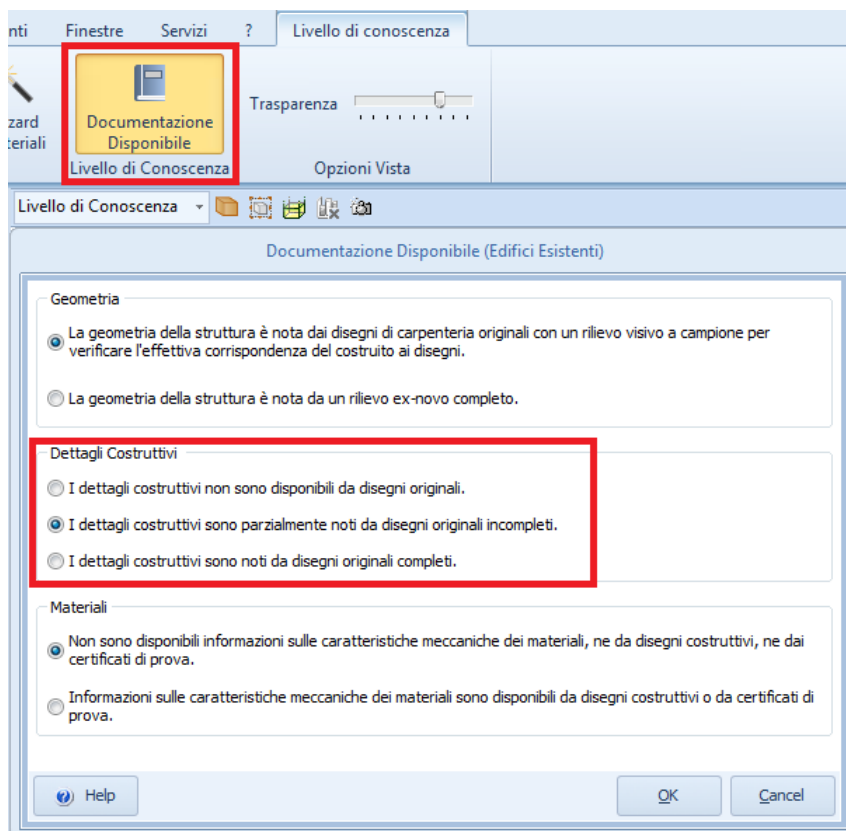 nti Finestre Servizi ? Livello di conoscenza
zard
teriali
Documentazione
Disponibile
Livello di Conoscenza
Trasparenza
Opzioni Vista
Livello di Conoscenza
Documentazione Disponibile (Edifici Esistenti)
Geometria
La geometria della struttura è nota dai disegni di carpenteria originali con un rilievo visivo a campione per
verificare l'effettiva corrispondenza del costruito ai disegni.
La geometria della struttura è nota da un rilievo ex-novo completo.
Dettagli Costruttivi
I dettagli costruttivi non sono disponibili da disegni originali.
I dettagli costruttivi sono parzialmente noti da disegni originali incompleti.
I dettagli costruttivi sono noti da disegni originali completi.
Materiali
Non sono disponibili informazioni sulle caratteristiche meccaniche dei materiali, ne da disegni costruttivi, ne dai
certificati di prova.
Informazioni sulle caratteristiche meccaniche dei materiali sono disponibili da disegni costruttivi o da certificati di
prova.
Help OK Cancel